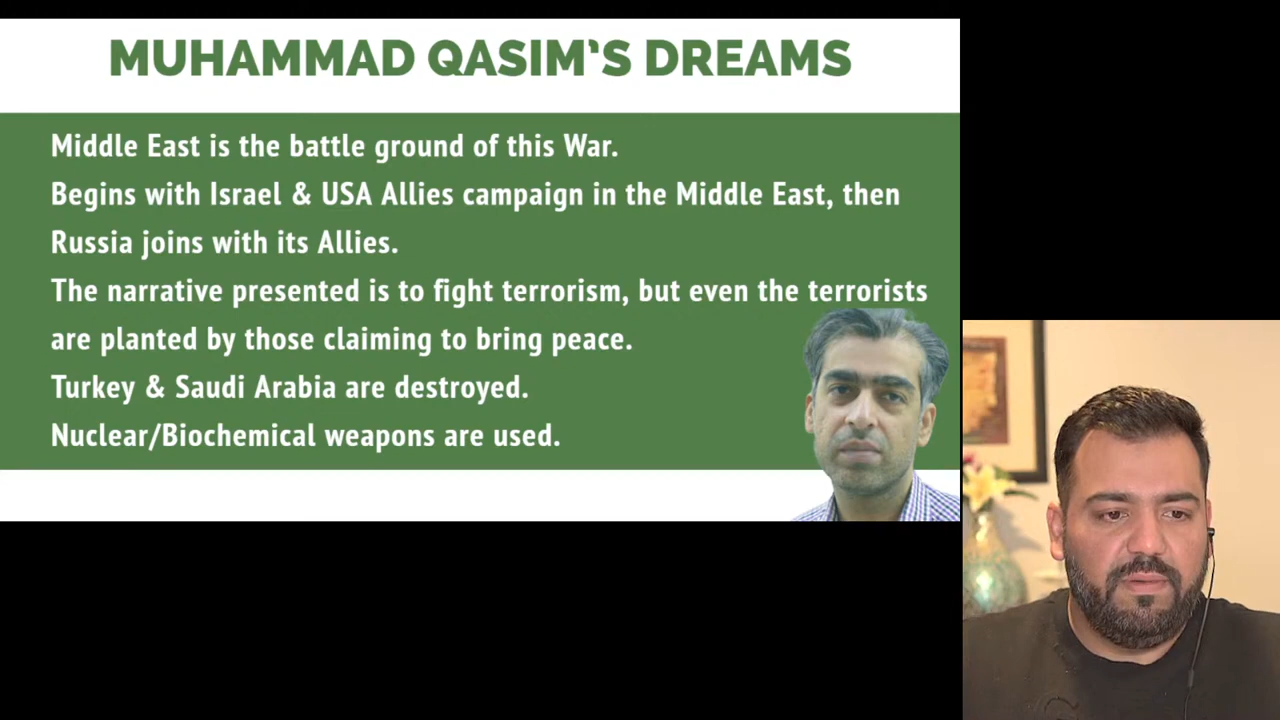 MUHAMMAD QASIM'S DREAMS
Middle East is the battle ground of this War.
Begins with Israel & USA Allies campaign in the Middle East, then
Russia joins with its Allies.
The narrative presented is to fight terrorism, but even the terrorists
are planted by those claiming to bring peace.
Turkey & Saudi Arabia are destroyed.
Nuclear/Biochemical weapons are used.